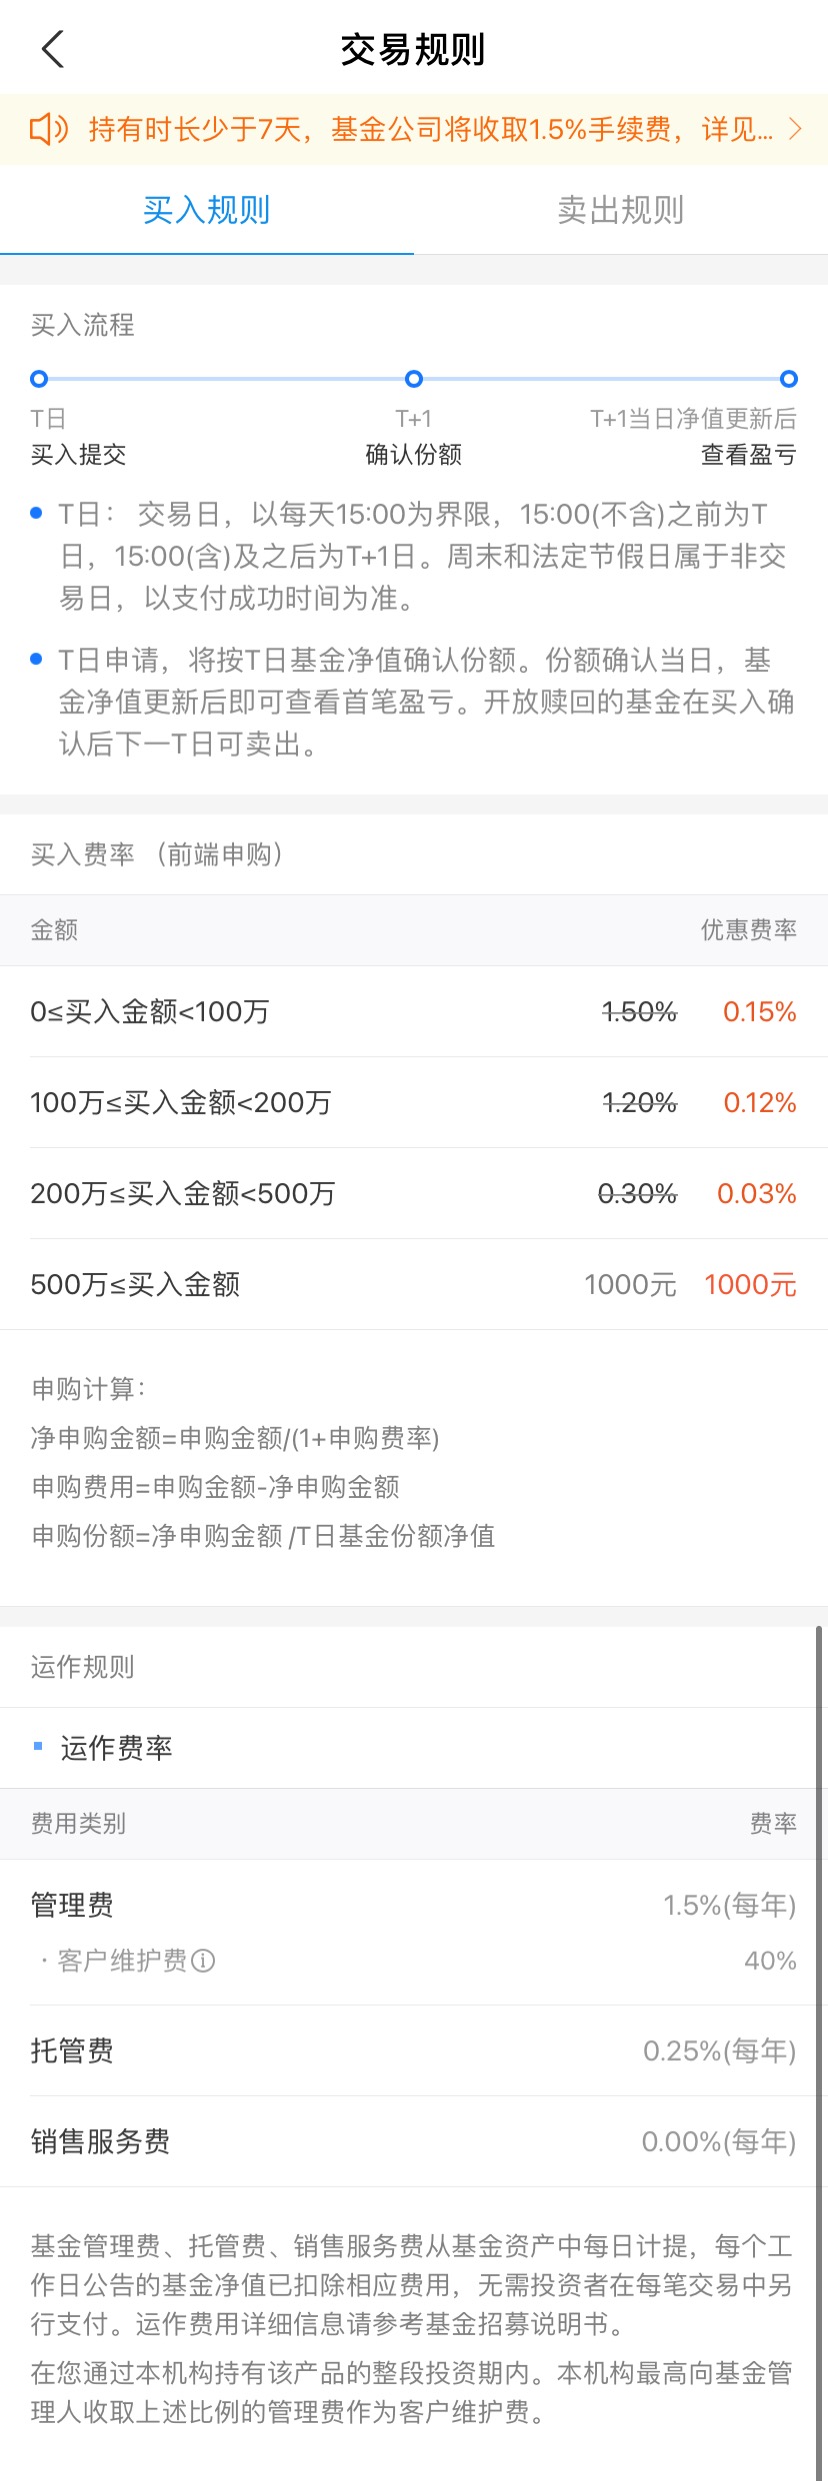 交易规则
持有时长少于7天，基金公司将收取1.5%手续费，详见...
买入规则 卖出规则
买入流程
T日 T+1 T+1当日净值更新后
买入提交 确认份额 查看盈亏
T日： 交易日，以每天15:00为界限，15:00(不含)之前为T
日，15:00(含)及之后为T+1日。周末和法定节假日属于非交
易日，以支付成功时间为准。
T日申请，将按T日基金净值确认份额。份额确认当日，基
金净值更新后即可查看首笔盈亏。开放赎回的基金在买入确
认后下一T日可卖出。
买入费率 （前端申购）
金额 优惠费率
0≤买入金额<100万 1.50% 0.15%
100万≤买入金额<200万 1.20% 0.12%
200万≤买入金额<500万 0.30% 0.03%
500万≤买入金额 1000元 1000元
申购计算：
净申购金额=申购金额/(1+申购费率)
申购费用=申购金额-净申购金额
申购份额=净申购金额 /T日基金份额净值
运作规则
运作费率
费用类别 费率
管理费 1.5%(每年)
· 客户维护费 40%
托管费 0.25%(每年)
销售服务费 0.00%(每年)
基金管理费、托管费、销售服务费从基金资产中每日计提，每个工
作日公告的基金净值已扣除相应费用，无需投资者在每笔交易中另
行支付。运作费用详细信息请参考基金招募说明书。
在您通过本机构持有该产品的整段投资期内。本机构最高向基金管
理人收取上述比例的管理费作为客户维护费。